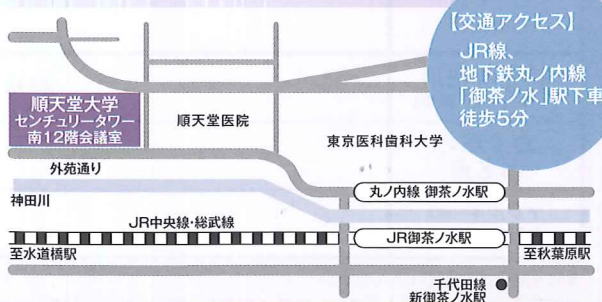 【交通アクセス】
JR線、
地下鉄丸ノ内線
「御茶ノ水」駅下車
徒歩5分
順天堂大学
センチュリータワー
南12階会議室
順天堂医院
東京医科歯科大学
外苑通り
丸ノ内線 御茶ノ水駅
神田川
JR中央線・総武線
JR御茶ノ水駅
至水道橋駅
至秋葉原駅
千代田線
新御茶ノ水駅